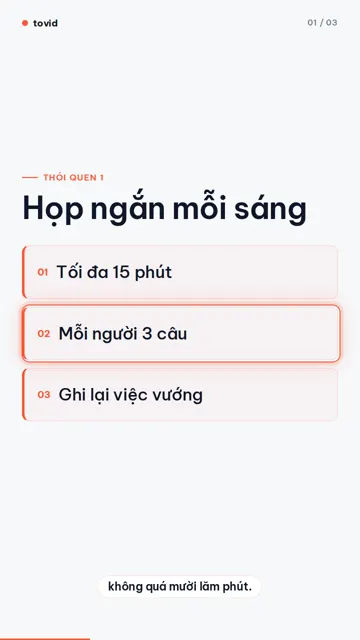 tovid
01 / 03
THÓI QUEN 1
Họp ngắn mỗi sáng
01 Tối đa 15 phút
02 Mỗi người 3 câu
03 Ghi lại việc vướng
không quá mười lăm phút.